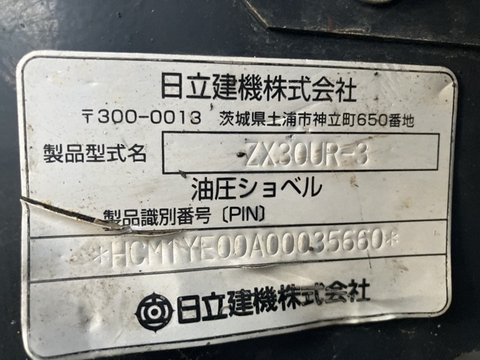 日立建機株式会社
〒300-0013 茨城県土浦市神立町650番地
製品型式名 ZX30UR-3
油圧ショベル
製品識別番号〔PIN〕
*HCM1YE00A00035660*
日立建機株式会社